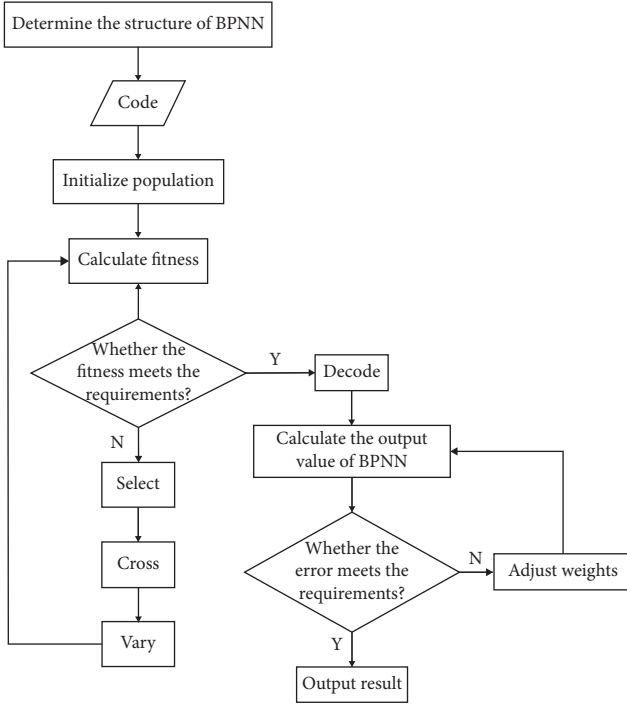 Determine the structure of BPNN
Code
Initialize population
Calculate fitness
Whether the
fitness meets the
requirements?
Y
Decode
N
Calculate the output
value of BPNN
Select
Cross
Whether the
error meets the
requirements?
N
Adjust weights
Vary
Y
Output result